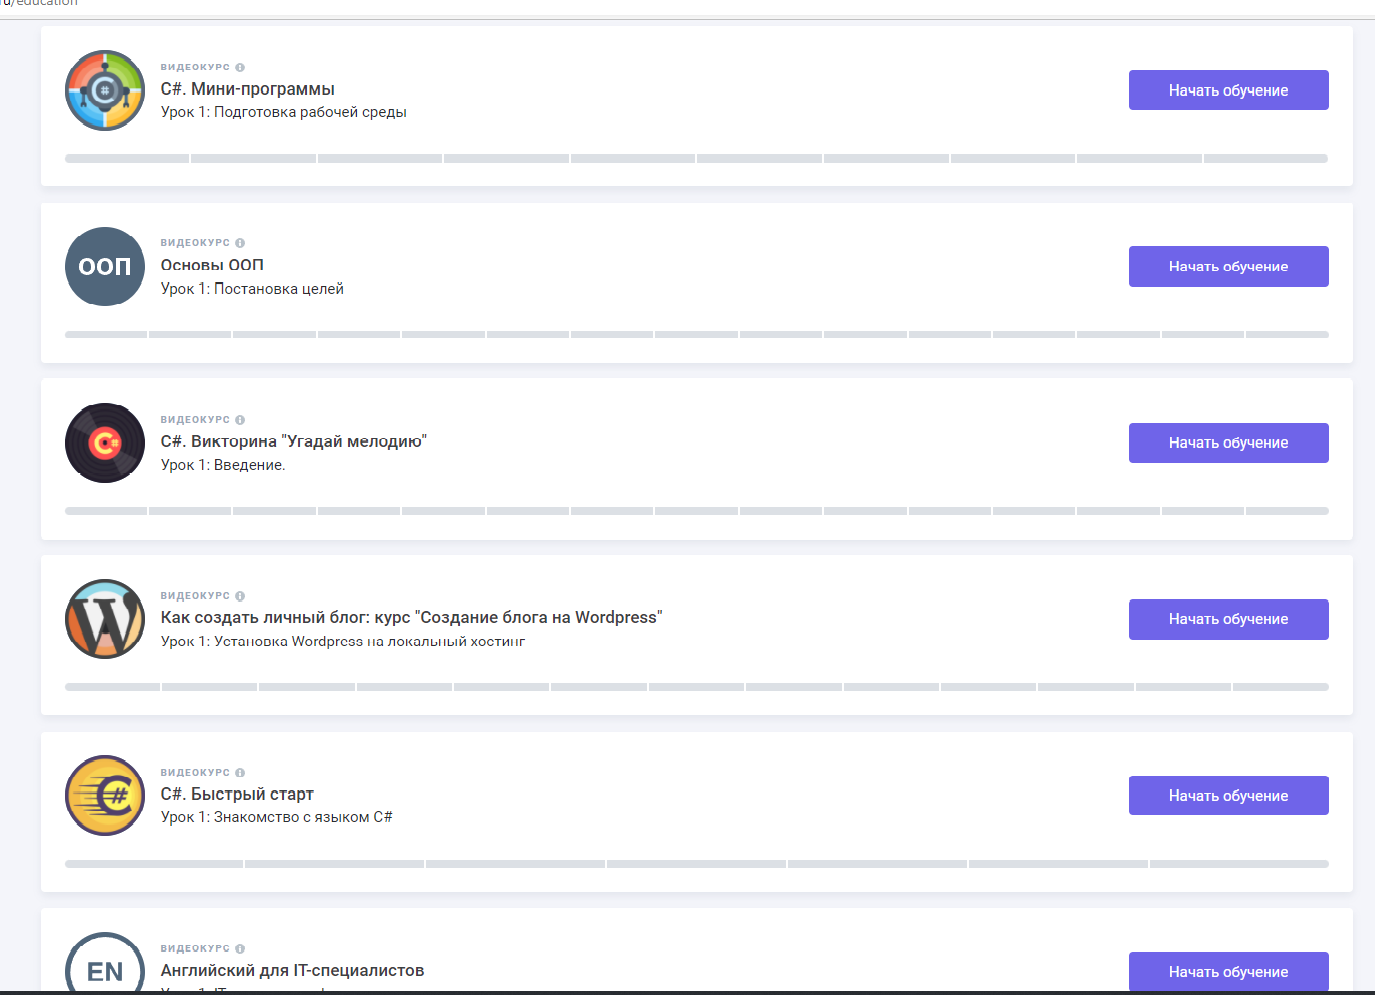 ru/education
ВИДЕОКУРС
C#. Мини-программы
Урок 1: Подготовка рабочей среды
Начать обучение
ООП
ВИДЕОКУРС
Основы ООП
Урок 1: Постановка целей
Начать обучение
C#
ВИДЕОКУРС
C#. Викторина "Угадай мелодию"
Урок 1: Введение.
Начать обучение
W
ВИДЕОКУРС
Как создать личный блог: курс "Создание блога на Wordpress"
Урок 1: Установка Wordpress на локальный хостинг
Начать обучение
C#
ВИДЕОКУРС
C#. Быстрый старт
Урок 1: Знакомство с языком C#
Начать обучение
EN
ВИДЕОКУРС
Английский для IT-специалистов
Начать обучение